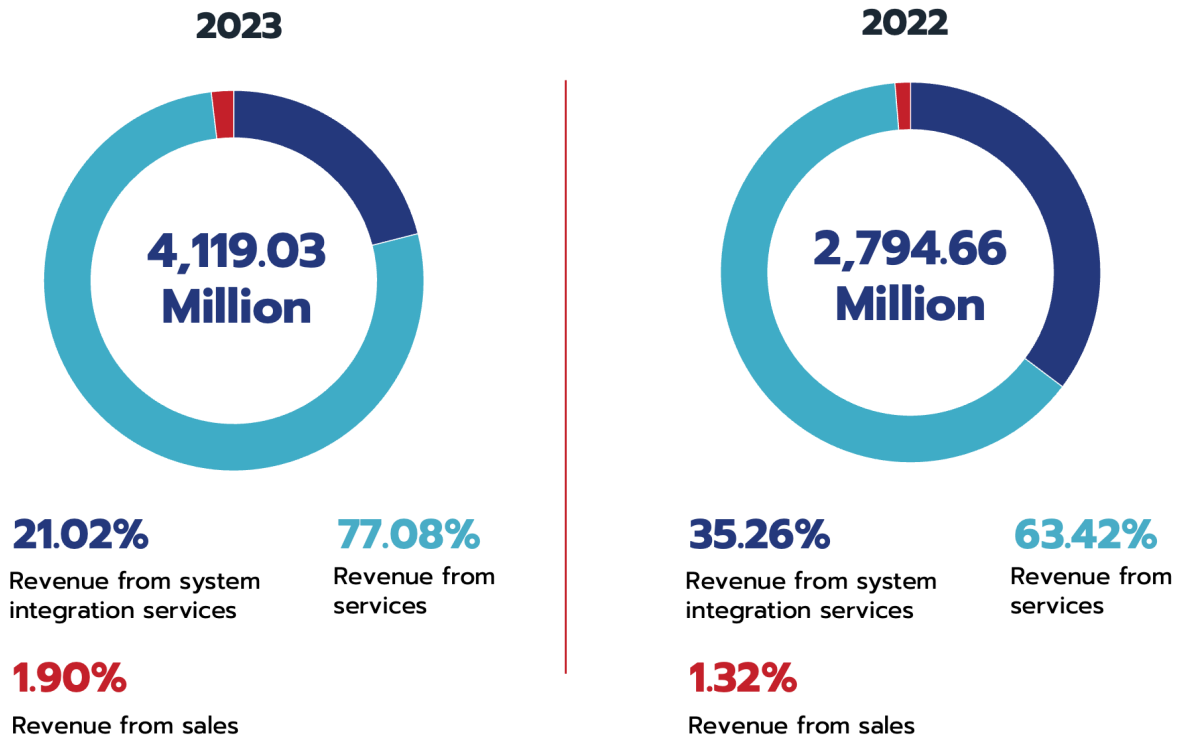 2023
4,119.03
Million
21.02%
Revenue from system
integration services
77.08%
Revenue from
services
1.90%
Revenue from sales
2022
2,794.66
Million
35.26%
Revenue from system
integration services
63.42%
Revenue from
services
1.32%
Revenue from sales